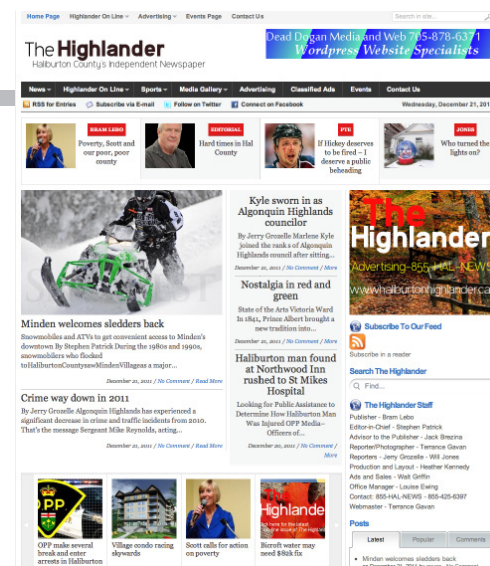 Home Page Highlander On Line Advertising Events Page Contact Us
Search in site...
The Highlander
Haliburton County's Independent Newspaper
Dead Dogan Media and Web 705-878-6371
Wordpress Website Specialists
News Highlander On Line Sports Media Gallery Advertising Classified Ads Events Contact Us
RSS for Entries Subscribe via E-mail Follow on Twitter Connect on Facebook
Wednesday, December 21, 201
BRAM LEBO
Poverty, Scott and
our poor, poor
county
EDITORIAL
Hard times in Hal
County
PYR
If Hickey deserves
to be fired – I
deserve a public
beheading
JONES
Who turned the
lights on?
Minden welcomes sledders back
Snowmobiles and ATVs to get convenient access to Minden's
downtown By Stephen Patrick During the 1980s and 1990s,
snowmobilers who flocked
toHaliburtonCountysawMindenVillageas a major...
December 21, 2011 / No Comment / Read More
Crime way down in 2011
By Jerry Grozelle Algonquin Highlands has experienced a
significant decrease in crime and traffic incidents from 2010.
That's the message Sergeant Mike Reynolds, acting...
December 21, 2011 / No Comment / Read More
Kyle sworn in as
Algonquin Highlands
councilor
By Jerry Grozelle Marlene Kyle
joined the ranks of Algonquin
Highlands council after sitting...
December 21, 2011 / No Comment / More
Nostalgia in red and
green
State of the Arts Victoria Ward
In 1841, Prince Albert brought a
new tradition into...
December 21, 2011 / No Comment / More
Haliburton man found
at Northwood Inn
rushed to St Mikes
Hospital
Looking for Public Assistance to
Determine How Haliburton Man
Was Injured OPP Media–
Officers of...
December 20, 2011 / No Comment /
More
The
Highlander
Advertising-855-HAL-NEWS
www.haliburtonhighlander.ca
Subscribe To Our Feed
Subscribe in a reader
Search The Highlander
Find...
The Highlander Staff
Publisher - Bram Lebo
Editor-in-Chief - Stephen Patrick
Advisor to the Publisher - Jack Brezina
Reporter/Photographer - Terrance Gavan
Reporters - Jerry Grozelle - Will Jones
Production and Layout - Heather Kennedy
Ads and Sales - Walt Griffin
Office Manager - Louise Ewing
Contact: 855-HAL-NEWS - 855-425-6397
Webmaster - Terrance Gavan
Posts
Latest Popular Comments
Minden welcomes sledders back
OPP
OPP make several
break and enter
arrests in Haliburton
Village condo racing
skywards
Scott calls for action
on poverty
Highlande
Bicroft water may
need $82k fix